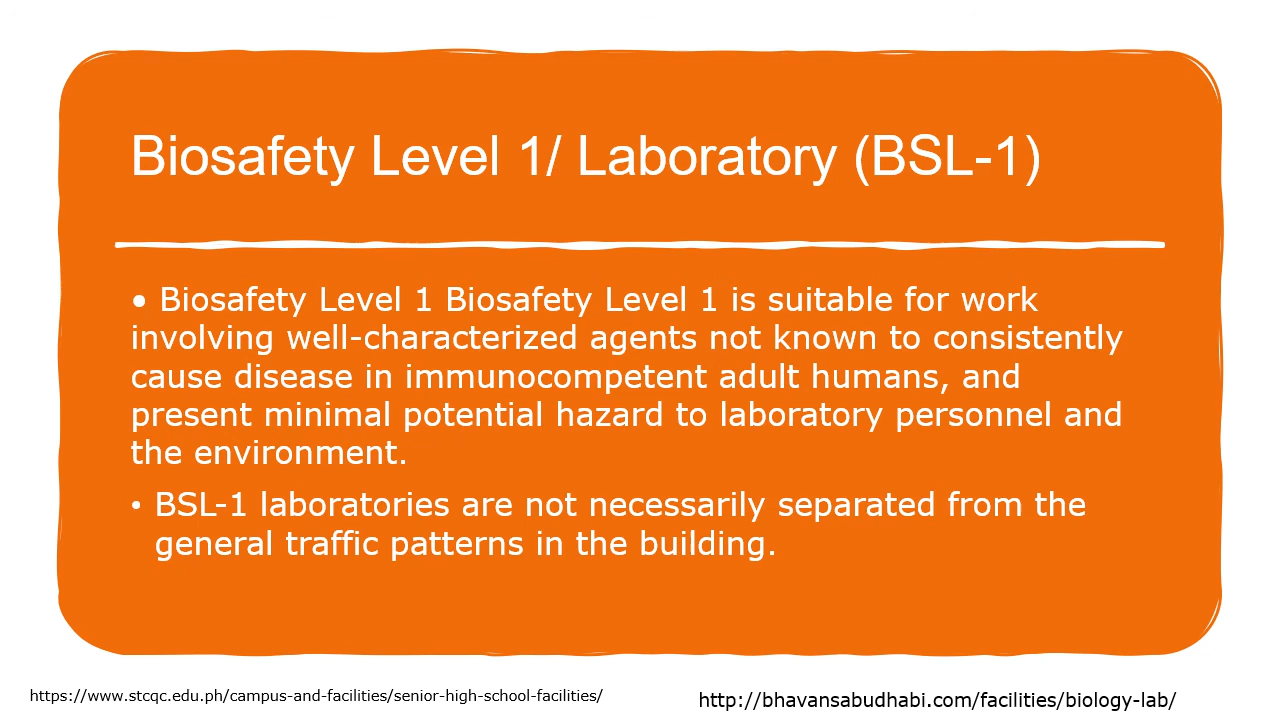 Biosafety Level 1/ Laboratory (BSL-1)
• Biosafety Level 1 Biosafety Level 1 is suitable for work
involving well-characterized agents not known to consistently
cause disease in immunocompetent adult humans, and
present minimal potential hazard to laboratory personnel and
the environment.
• BSL-1 laboratories are not necessarily separated from the
general traffic patterns in the building.
https://www.stcqc.edu.ph/campus-and-facilities/senior-high-school-facilities/
http://bhavansabudhabi.com/facilities/biology-lab/